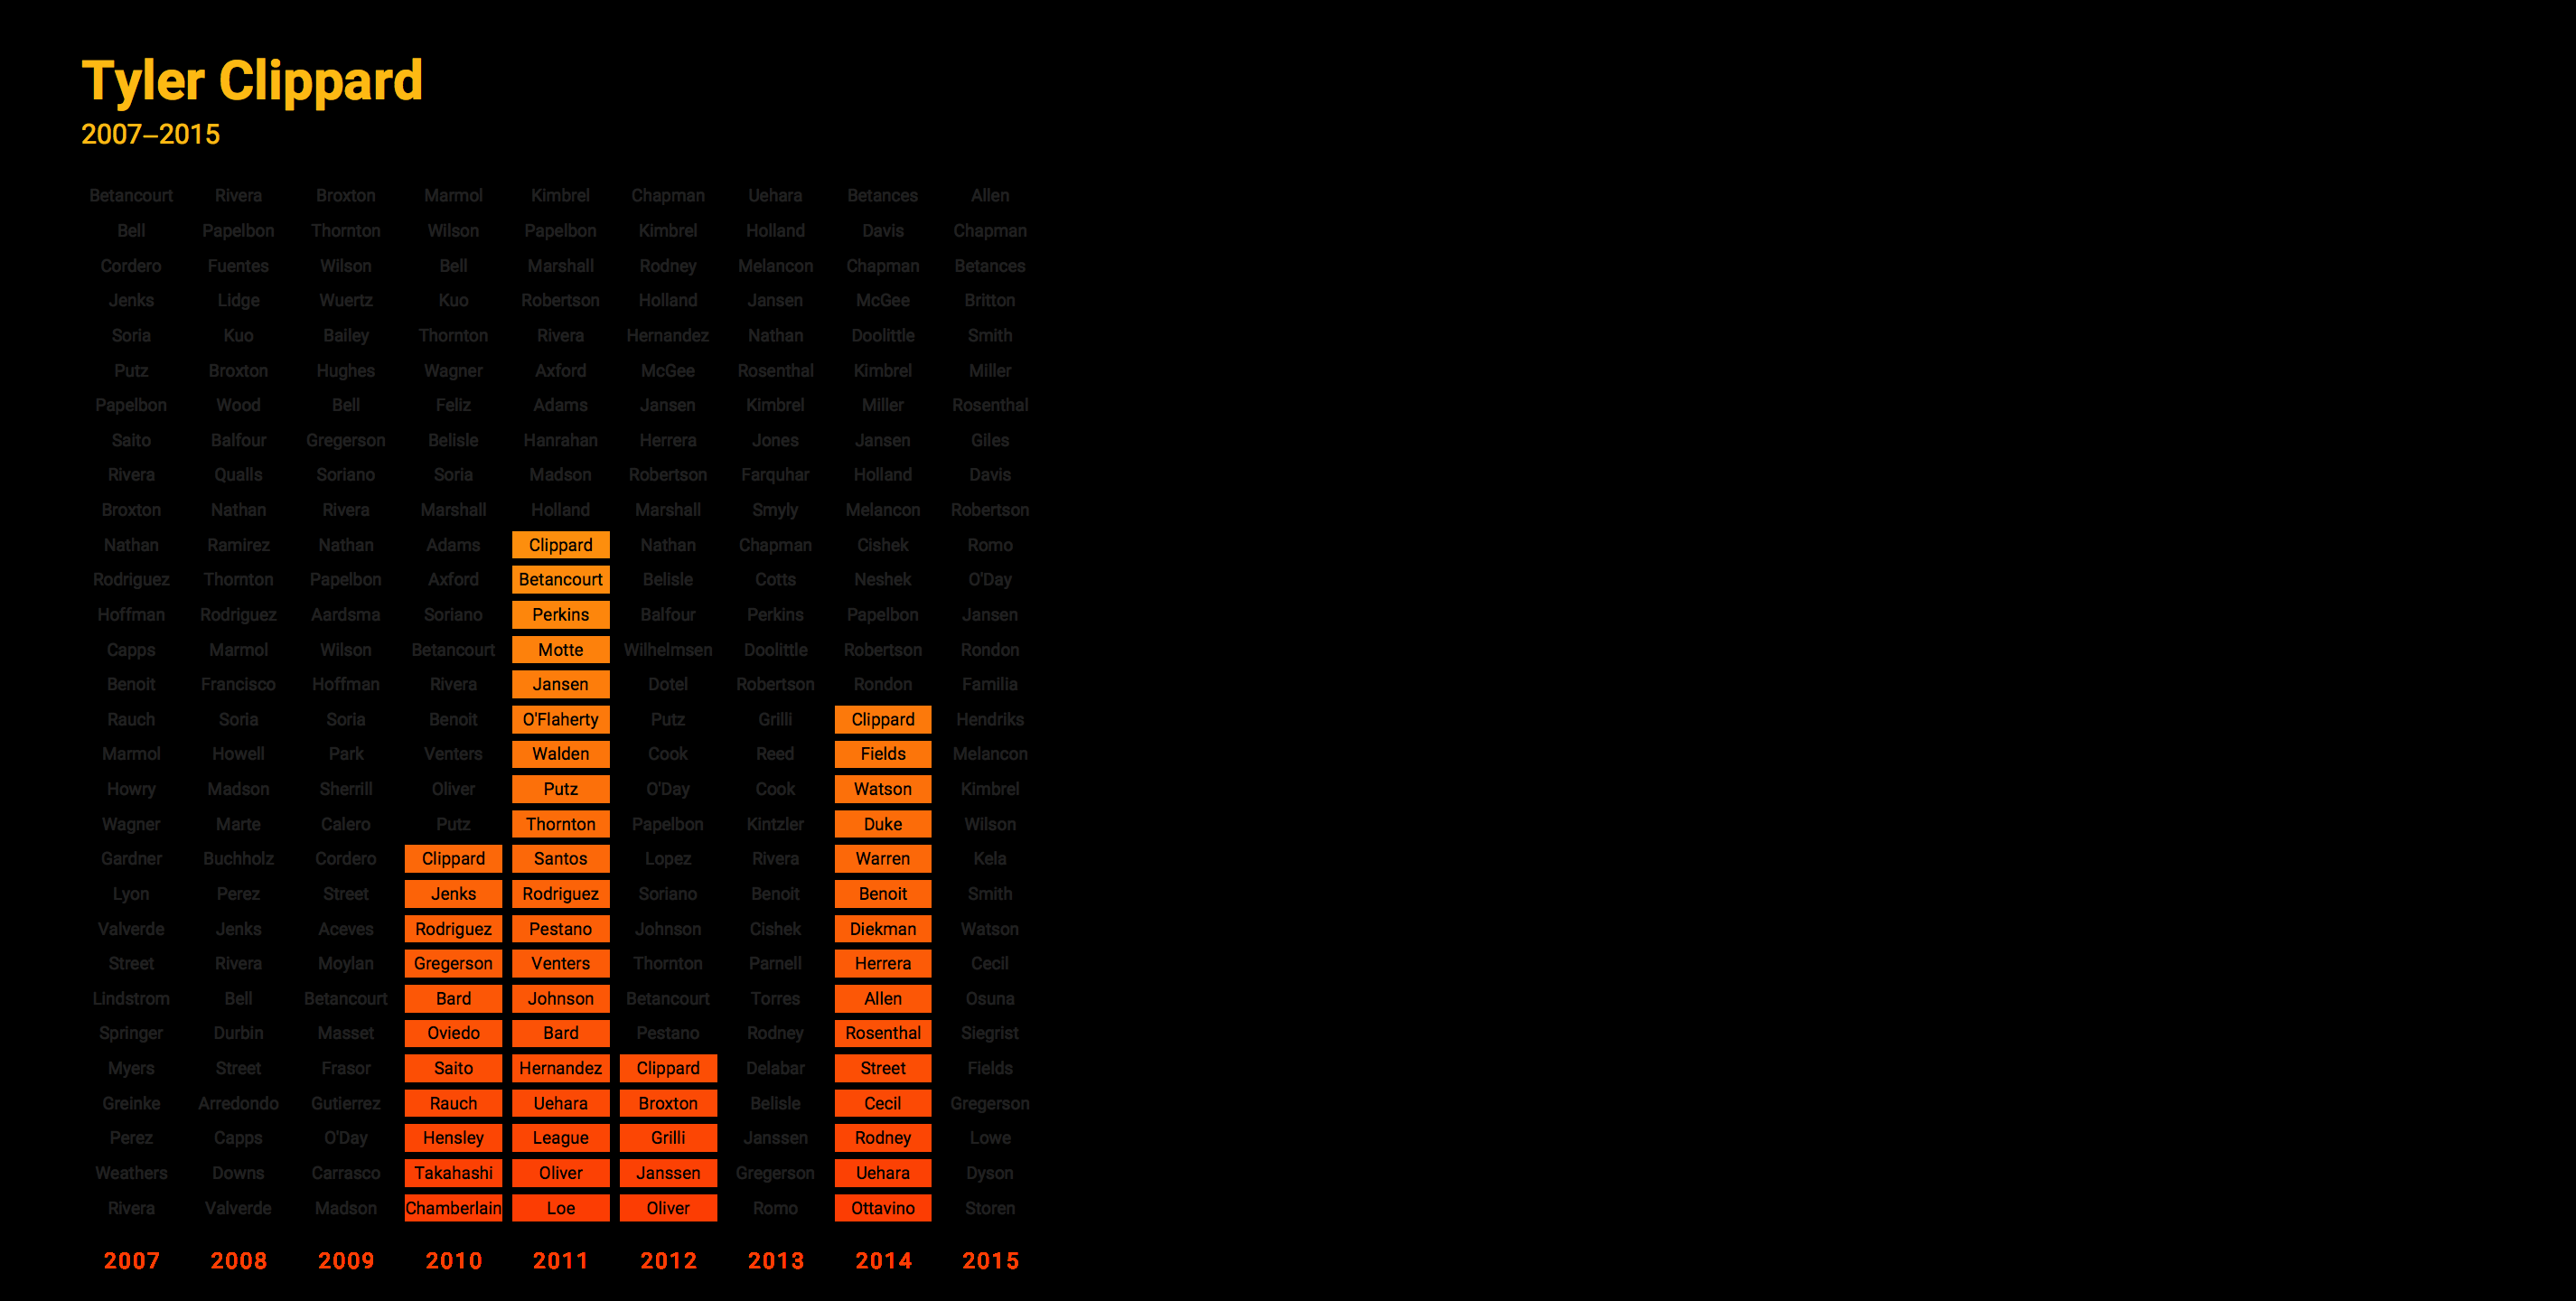 Tyler Clippard
2007–2015
Betancourt Rivera Broxton Marmol Kimbrel Chapman Uehara Betances Allen
Bell Papelbon Thornton Wilson Papelbon Kimbrel Holland Davis Chapman
Cordero Fuentes Wilson Bell Marshall Rodney Melancon Chapman Betances
Jenks Lidge Wuertz Kuo Robertson Holland Jansen McGee Britton
Soria Kuo Bailey Thornton Rivera Hernandez Nathan Doolittle Smith
Putz Broxton Hughes Wagner Axford McGee Rosenthal Kimbrel Miller
Papelbon Wood Bell Feliz Adams Jansen Kimbrel Miller Rosenthal
Saito Balfour Gregerson Belisle Hanrahan Herrera Jones Jansen Giles
Rivera Qualls Soriano Soria Madson Robertson Farquhar Holland Davis
Broxton Nathan Rivera Marshall Holland Marshall Smyly Melancon Robertson
Nathan Ramirez Nathan Adams Clippard Nathan Chapman Cishek Romo
Rodriguez Thornton Papelbon Axford Betancourt Belisle Cotts Neshek O'Day
Hoffman Rodriguez Aardsma Soriano Perkins Balfour Perkins Papelbon Jansen
Capps Marmol Wilson Betancourt Motte Wilhelmsen Doolittle Robertson Rondon
Benoit Francisco Hoffman Rivera Jansen Dotel Robertson Rondon Familia
Rauch Soria Soria Benoit O'Flaherty Putz Grilli Clippard Hendriks
Marmol Howell Park Venters Walden Cook Reed Fields Melancon
Howry Madson Sherrill Oliver Putz O'Day Cook Watson Kimbrel
Wagner Marte Calero Putz Thornton Papelbon Kintzler Duke Wilson
Gardner Buchholz Cordero Clippard Santos Lopez Rivera Warren Kela
Lyon Perez Street Jenks Rodriguez Soriano Benoit Benoit Smith
Valverde Jenks Aceves Rodriguez Pestano Johnson Cishek Diekman Watson
Street Rivera Moylan Gregerson Venters Thornton Parnell Herrera Cecil
Lindstrom Bell Betancourt Bard Johnson Betancourt Torres Allen Osuna
Springer Durbin Masset Oviedo Bard Pestano Rodney Rosenthal Siegrist
Myers Street Frasor Saito Hernandez Clippard Delabar Street Fields
Greinke Arredondo Gutierrez Rauch Uehara Broxton Belisle Cecil Gregerson
Perez Capps O'Day Hensley League Grilli Janssen Rodney Lowe
Weathers Downs Carrasco Takahashi Oliver Janssen Gregerson Uehara Dyson
Rivera Valverde Madson Chamberlain Loe Oliver Romo Ottavino Storen
2007 2008 2009 2010 2011 2012 2013 2014 2015